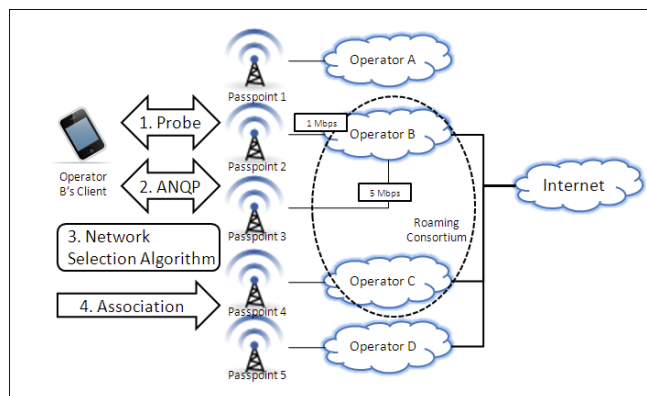 Operator A
Passpoint 1
1. Probe
1 Mbps
Operator B
Passpoint 2
Operator
B's Client
2. ANQP
5 Mbps
Internet
Passpoint 3
Roaming
Consortium
3. Network
Selection Algorithm
4. Association
Operator C
Passpoint 4
Operator D
Passpoint 5